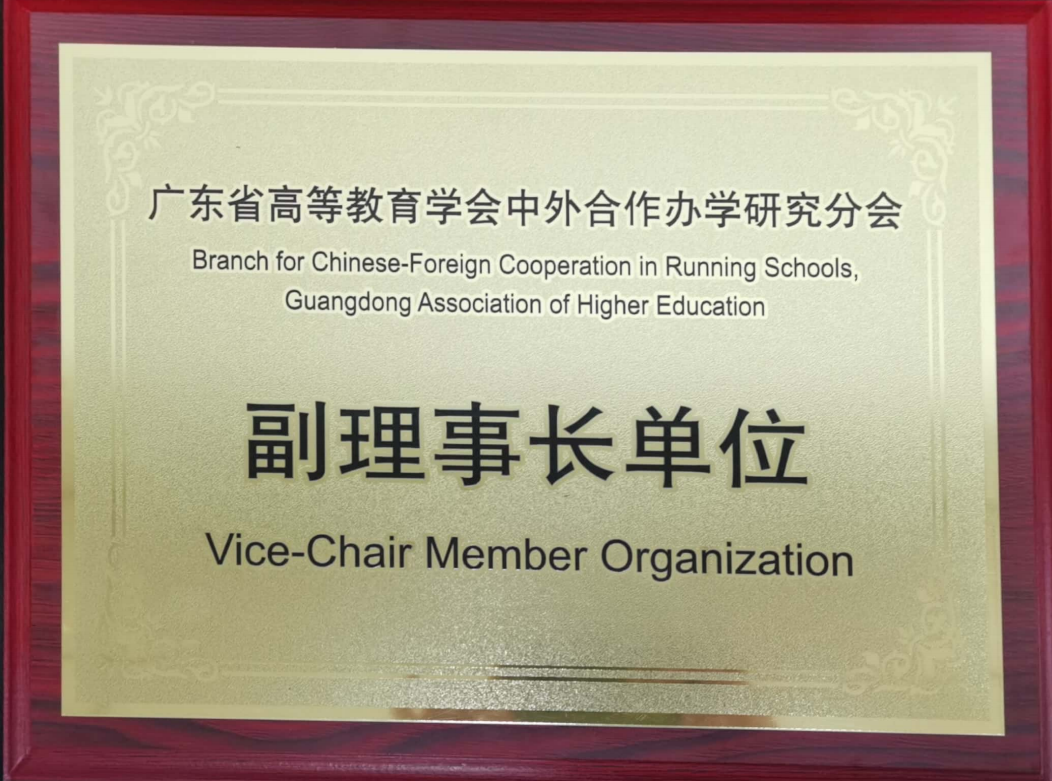 广东省高等教育学会中外合作办学研究分会
Branch for Chinese-Foreign Cooperation in Running Schools,
Guangdong Association of Higher Education
副理事长单位
Vice-Chair Member Organization